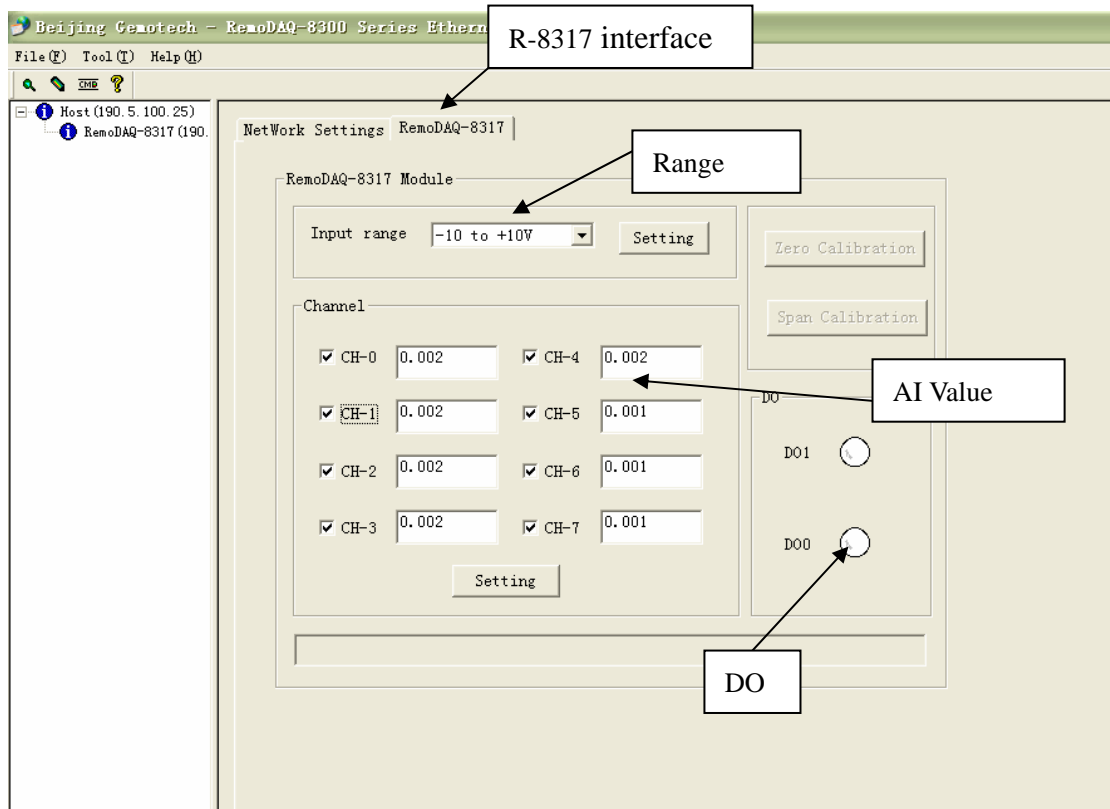 Beijing Gemotech - RemoDAQ-8300 Series Ethern
R-8317 interface
File(F) Tool(T) Help(H)
CMD
Host(190.5.100.25)
RemoDAQ-8317(190.
NetWork Settings
RemoDAQ-8317
Range
RemoDAQ-8317 Module
Input range
-10 to +10V
Setting
Zero Calibration
Span Calibration
Channel
CH-0 0.002 CH-4 0.002
AI Value
CH-1 0.002 CH-5 0.001
CH-2 0.002 CH-6 0.001
CH-3 0.002 CH-7 0.001
Setting
DO
DO1
DO0
DO